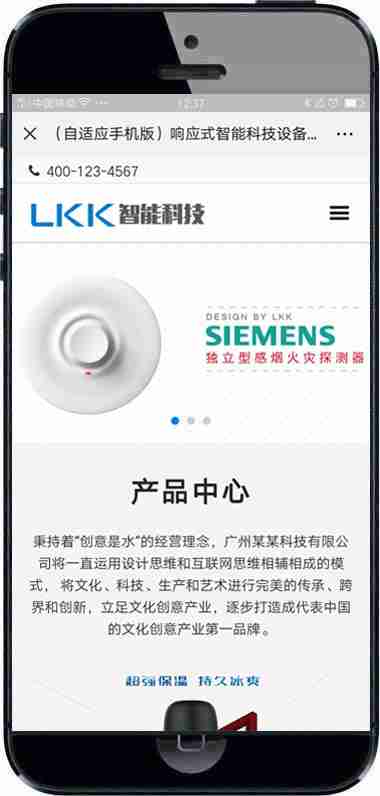 中国移动 12:37
（自适应手机版）响应式智能科技设备...
400-123-4567
LKK智能科技
DESIGN BY LKK
SIEMENS
独立型感烟火灾探测器
产品中心
秉持着“创意是水”的经营理念，广州某某科技有限公
司将一直运用设计思维和互联网思维相辅相成的模
式， 将文化、科技、生产和艺术进行完美的传承、跨
界和创新，立足文化创意产业，逐步打造成代表中国
的文化创意产业第一品牌。
超强保温 持久冰爽